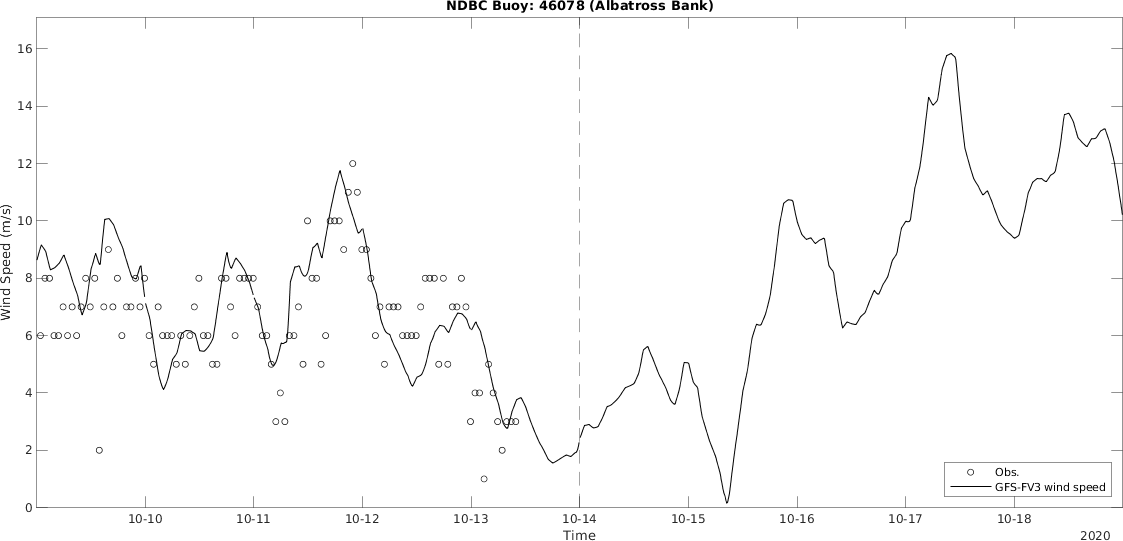 NDBC Buoy: 46078 (Albatross Bank)
16
14
12
10
8
6
4
2
0
Wind Speed (m/s)
Obs.
GFS-FV3 wind speed
10-10 10-11 10-12 10-13 10-14 10-15 10-16 10-17 10-18
Time
2020